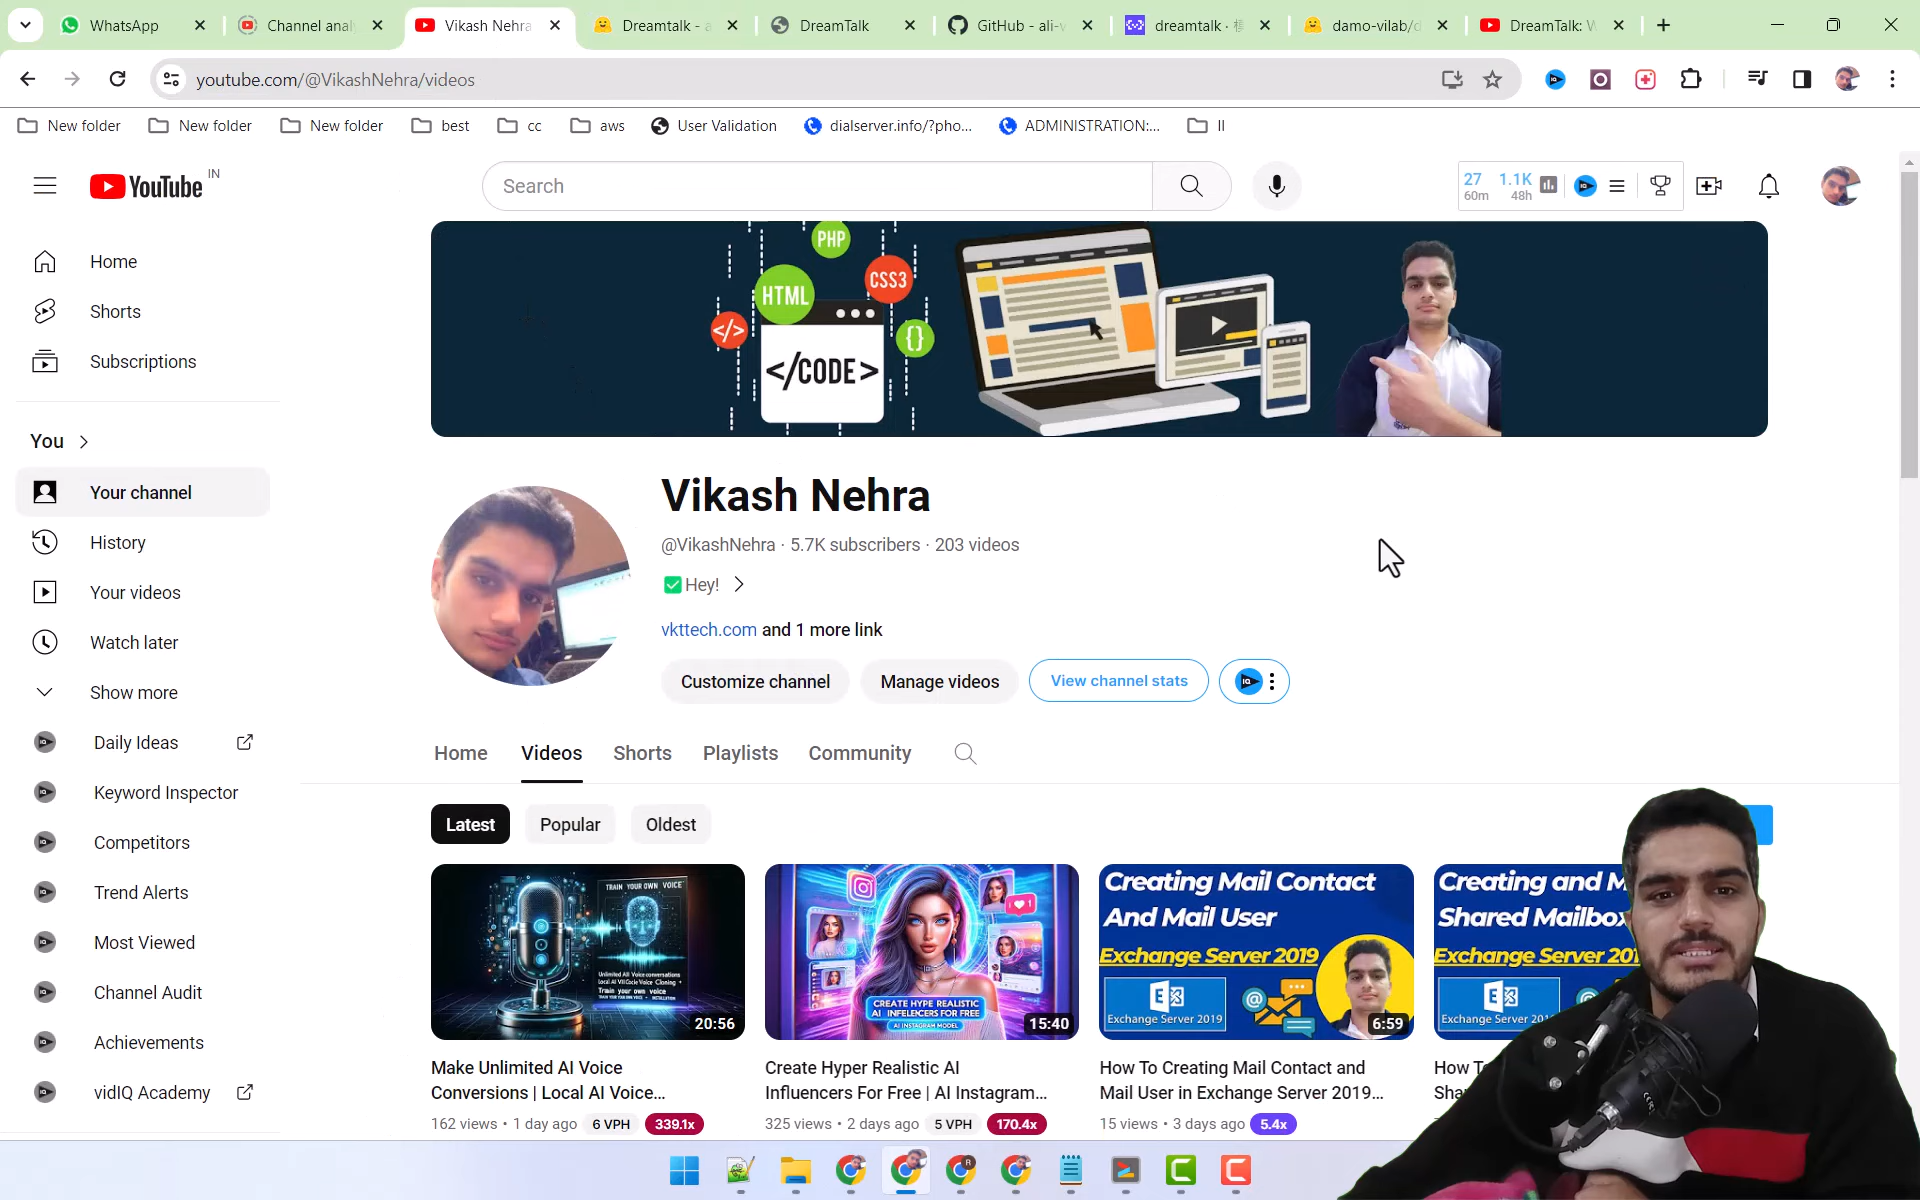 WhatsApp
Channel anal
Vikash Nehra
Dreamtalk - a
DreamTalk
GitHub - ali-v
dreamtalk ·
damo-vilab/d
DreamTalk: W
youtube.com/@VikashNehra/videos
New folder
New folder
New folder
best
cc
aws
User Validation
dialserver.info/?pho...
ADMINISTRATION:...
II
YouTube IN
Search
27 60m
1.1K 48h
Home
Shorts
Subscriptions
You
Your channel
History
Your videos
Watch later
Show more
Daily Ideas
Keyword Inspector
Competitors
Trend Alerts
Most Viewed
Channel Audit
Achievements
vidIQ Academy
PHP
HTML
CSS3
</>
{}
</CODE>
Vikash Nehra
@VikashNehra · 5.7K subscribers · 203 videos
✅Hey!
vkttech.com and 1 more link
Customize channel
Manage videos
View channel stats
Home
Videos
Shorts
Playlists
Community
Latest
Popular
Oldest
TRAIN YOUR OWN VOICE
20:56
Make Unlimited AI Voice
Conversions | Local AI Voice...
162 views • 1 day ago
6 VPH
339.1x
CREATE HYPE REALISTIC
AI INFELENCERS FOR FREE
AI INSTAGRAM MODEL
15:40
Create Hyper Realistic AI
Influencers For Free | AI Instagram...
325 views • 2 days ago
5 VPH
170.4x
Creating Mail Contact
And Mail User
Exchange Server 2019
Exchange Server 2019
6:59
How To Creating Mail Contact and
Mail User in Exchange Server 2019...
15 views • 3 days ago
5.4x
Creating and M
Shared Mailbox
Exchange Server 201
Exchange Server 201
How T
Sha